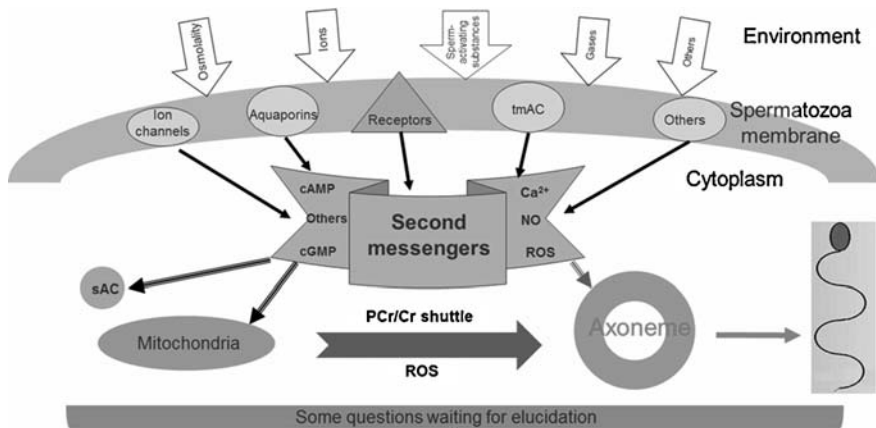 Environment
Osmolality
Ions
Sperm-
activating
substances
Gases
Others
Ion
channels
Aquaporins
Receptors
tmAC
Others
Spermatozoa
membrane
Cytoplasm
cAMP
Others
cGMP
Second
messengers
Ca²⁺
NO
ROS
sAC
Mitochondria
PCr/Cr shuttle
ROS
Axoneme
Some questions waiting for elucidation